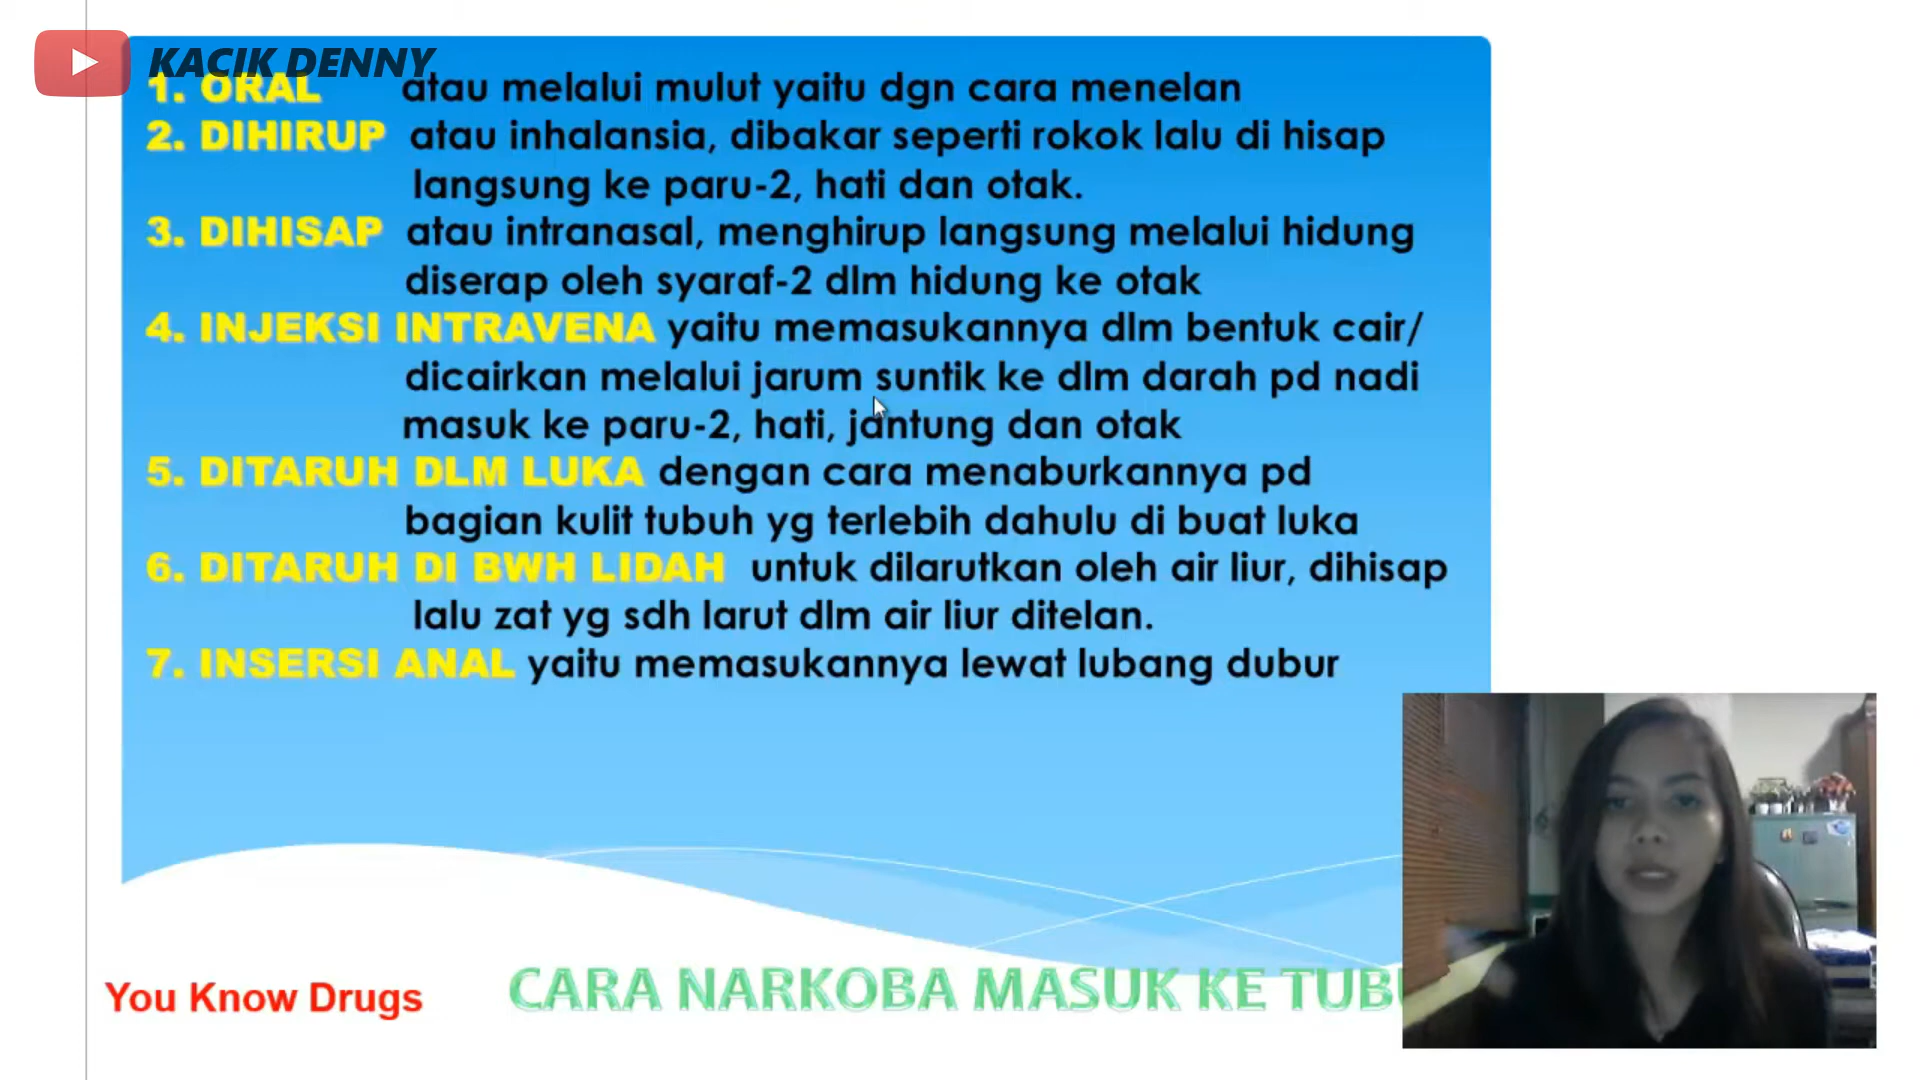 KACIK DENNY
1. ORAL atau melalui mulut yaitu dgn cara menelan
2. DIHIRUP atau inhalansia, dibakar seperti rokok lalu di hisap
langsung ke paru-2, hati dan otak.
3. DIHISAP atau intranasal, menghirup langsung melalui hidung
diserap oleh syaraf-2 dlm hidung ke otak
4. INJEKSI INTRAVENA yaitu memasukannya dlm bentuk cair/
dicairkan melalui jarum suntik ke dlm darah pd nadi
masuk ke paru-2, hati, jantung dan otak
5. DITARUH DLM LUKA dengan cara menaburkannya pd
bagian kulit tubuh yg terlebih dahulu di buat luka
6. DITARUH DI BWH LIDAH untuk dilarutkan oleh air liur, dihisap
lalu zat yg sdh larut dlm air liur ditelan.
7. INSERSI ANAL yaitu memasukannya lewat lubang dubur
You Know Drugs
CARA NARKOBA MASUK KE TUBU